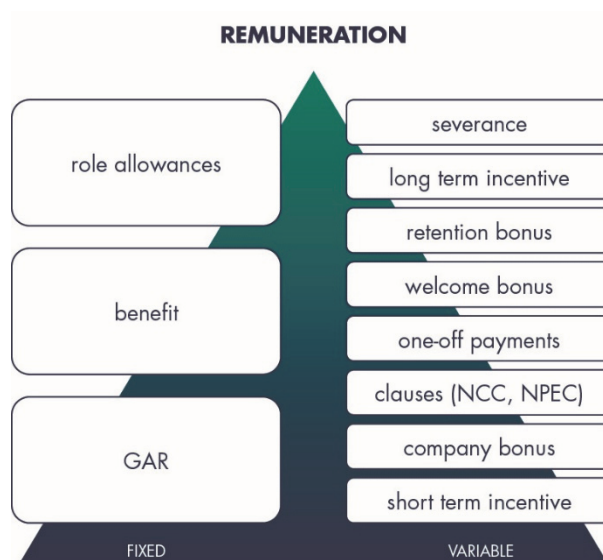 REMUNERATION
role allowances
benefit
GAR
FIXED
severance
long term incentive
retention bonus
welcome bonus
one-off payments
clauses (NCC, NPEC)
company bonus
short term incentive
VARIABLE